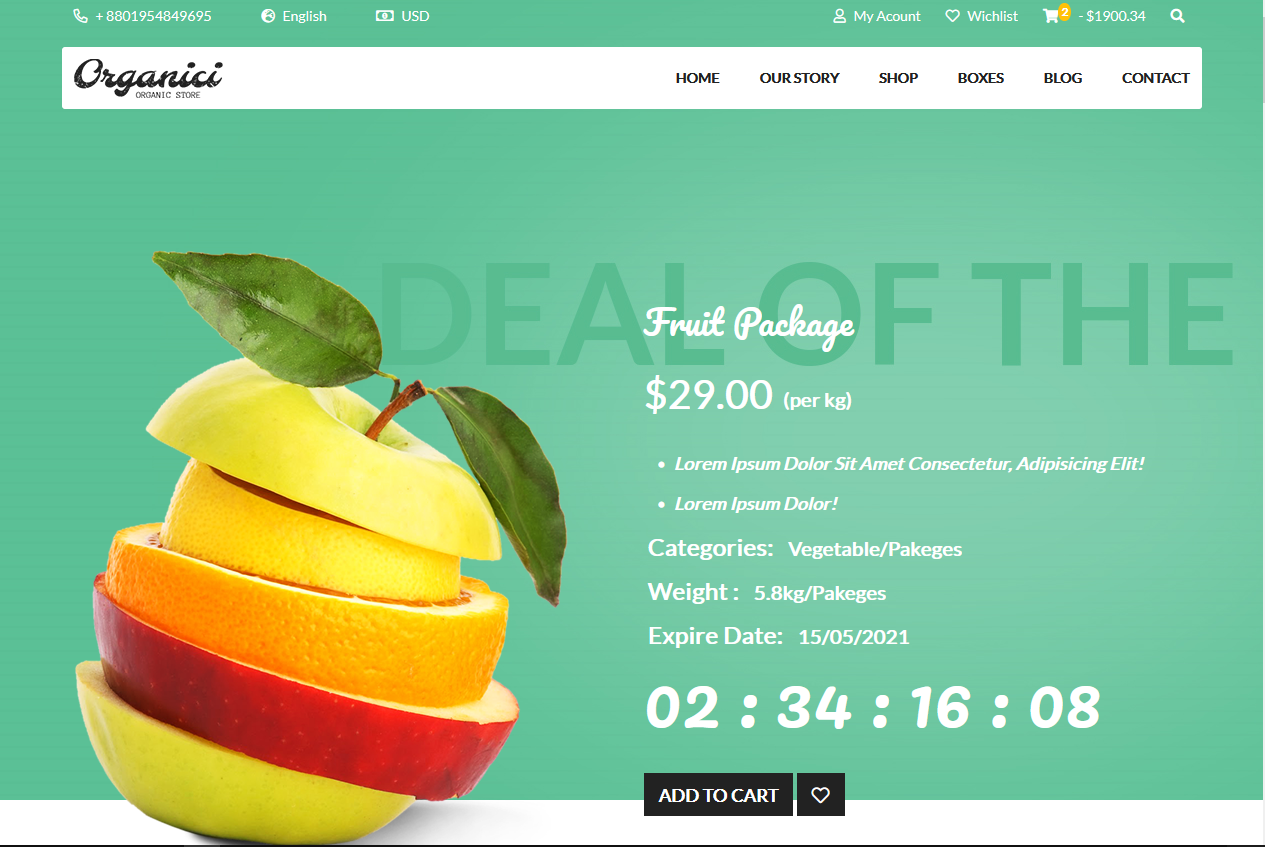 + 8801954849695 English USD My Acount Wichlist 2 - $1900.34
Organici
ORGANIC STORE
HOME OUR STORY SHOP BOXES BLOG CONTACT
DEAL OF THE
Fruit Package
$29.00 (per kg)
• Lorem Ipsum Dolor Sit Amet Consectetur, Adipisicing Elit!
• Lorem Ipsum Dolor!
Categories: Vegetable/Pakeges
Weight : 5.8kg/Pakeges
Expire Date: 15/05/2021
02 : 34 : 16 : 08
ADD TO CART